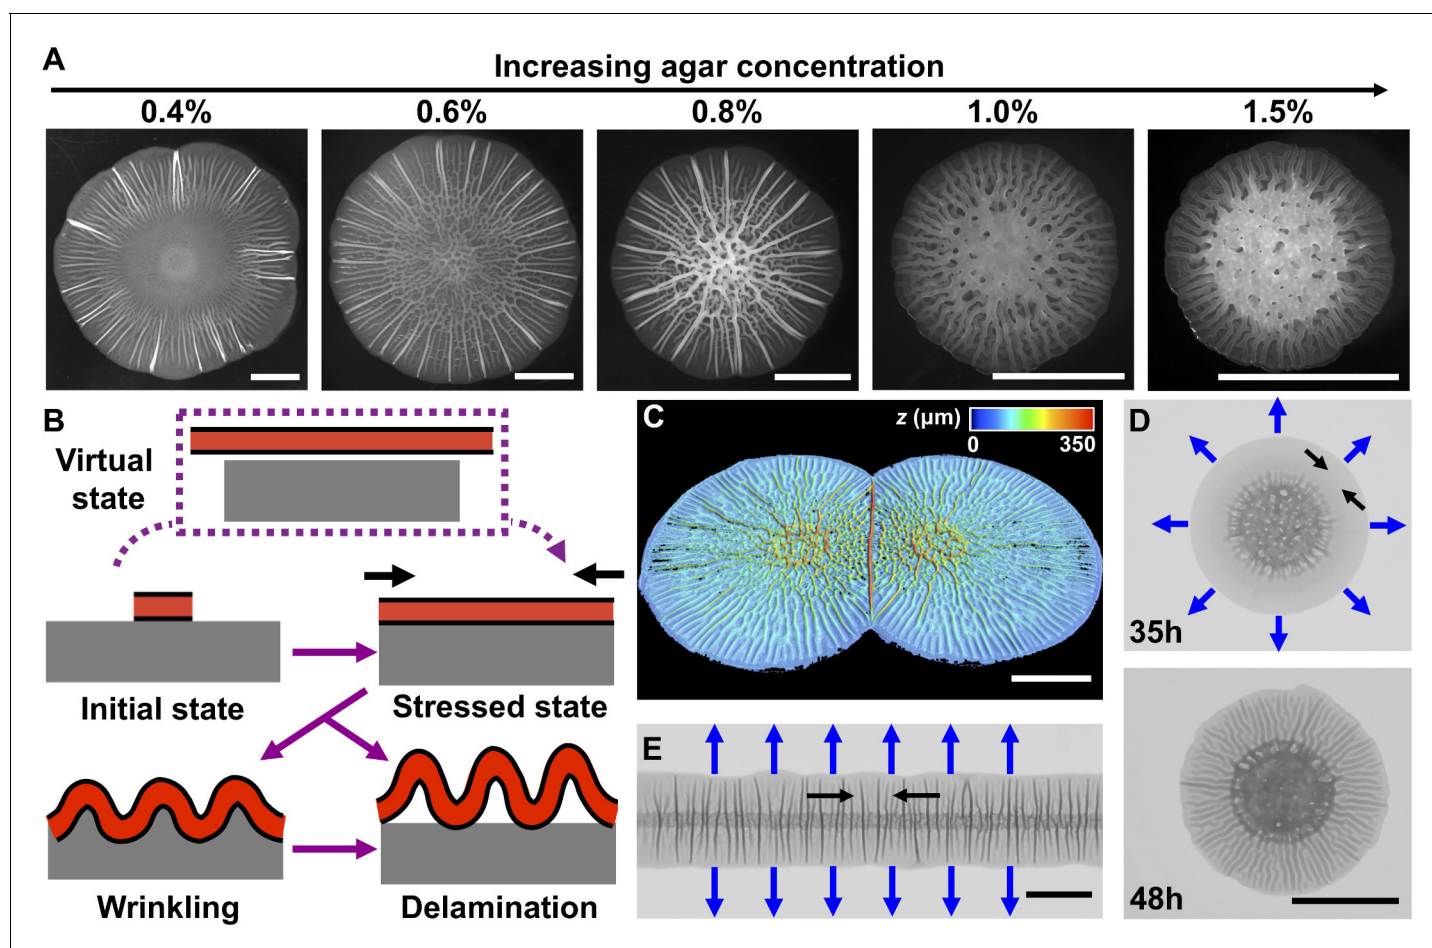 A
Increasing agar concentration
0.4%
0.6%
0.8%
1.0%
1.5%
B
Virtual
state
Initial state
Stressed state
Wrinkling
Delamination
C
z (µm)
0
350
D
35h
48h
E